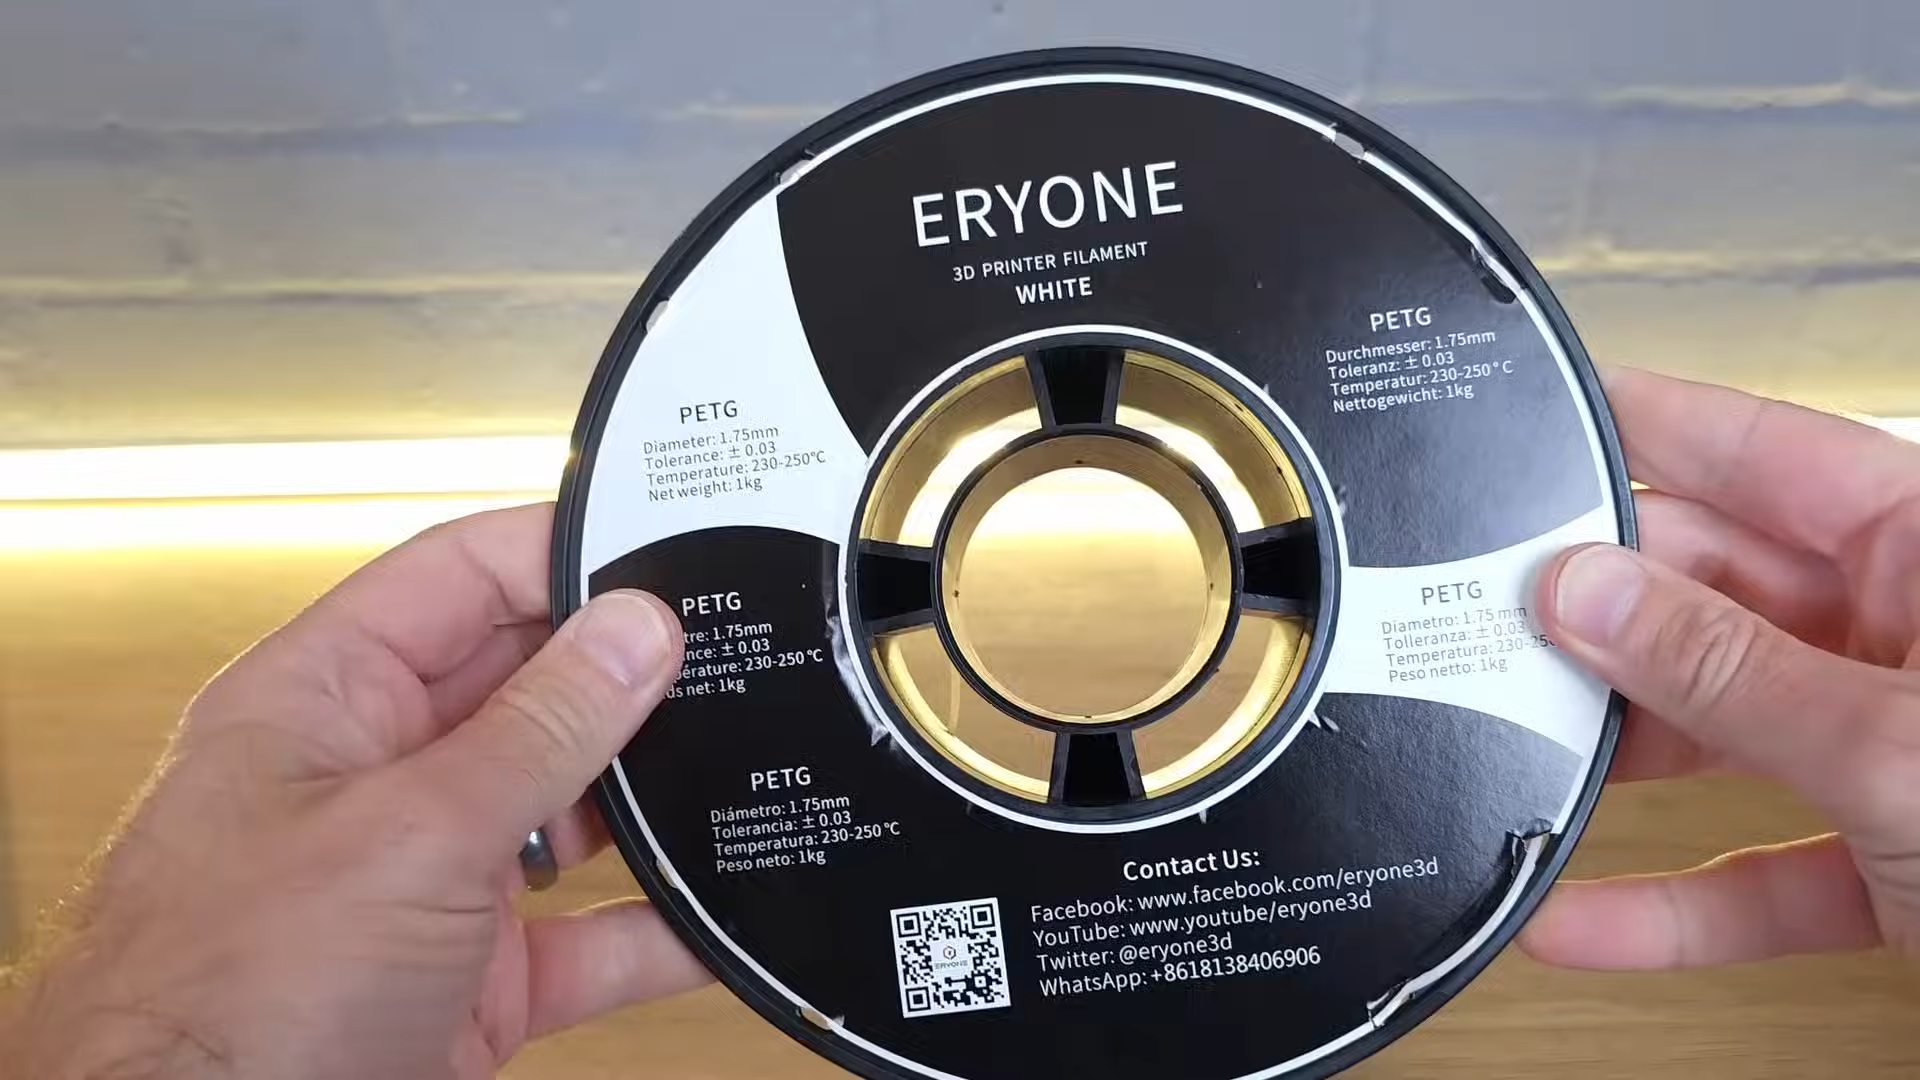 ERYONE
3D PRINTER FILAMENT
WHITE
PETG
Durchmesser: 1.75mm
Toleranz: ± 0.03
Temperatur: 230-250°C
Nettogewicht: 1kg
PETG
Diameter: 1.75mm
Tolerance: ± 0.03
Temperature: 230-250℃
Net weight: 1kg
PETG
Diametro: 1.75 mm
Tolleranza: ± 0.03
Temperatura: 230-25
Peso netto: 1kg
PETG
tre: 1.75mm
nce: ± 0.03
pérature: 230-250℃
ds net: 1kg
PETG
Diámetro: 1.75mm
Tolerancia: ± 0.03
Temperatura: 230-250℃
Peso neto: 1kg
Contact Us:
Facebook: www.facebook.com/eryone3d
YouTube: www.youtube/eryone3d
Twitter: @eryone3d
WhatsApp: +8618138406906
ERYONE